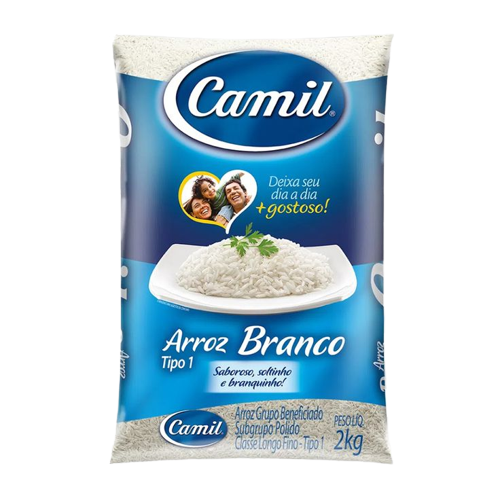 Camil®
Deixa seu
dia a dia
+gostoso!
Arroz Branco
Tipo 1
Saboroso, soltinho
e branquinho!
Camil®
Arroz Grupo Beneficiado
Subgrupo Polido
Classe Longo Fino - Tipo 1
PESO LÍQ.
2kg
Arroz
Arroz